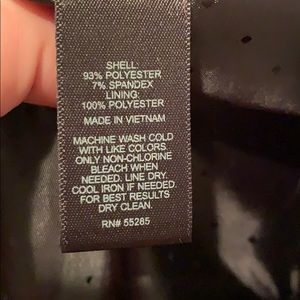 SHELL:
93% POLYESTER
7% SPANDEX
LINING:
100% POLYESTER
MADE IN VIETNAM
MACHINE WASH COLD
WITH LIKE COLORS.
ONLY NON-CHLORINE
BLEACH WHEN
NEEDED. LINE DRY.
COOL IRON IF NEEDED.
FOR BEST RESULTS
DRY CLEAN.
RN# 55285